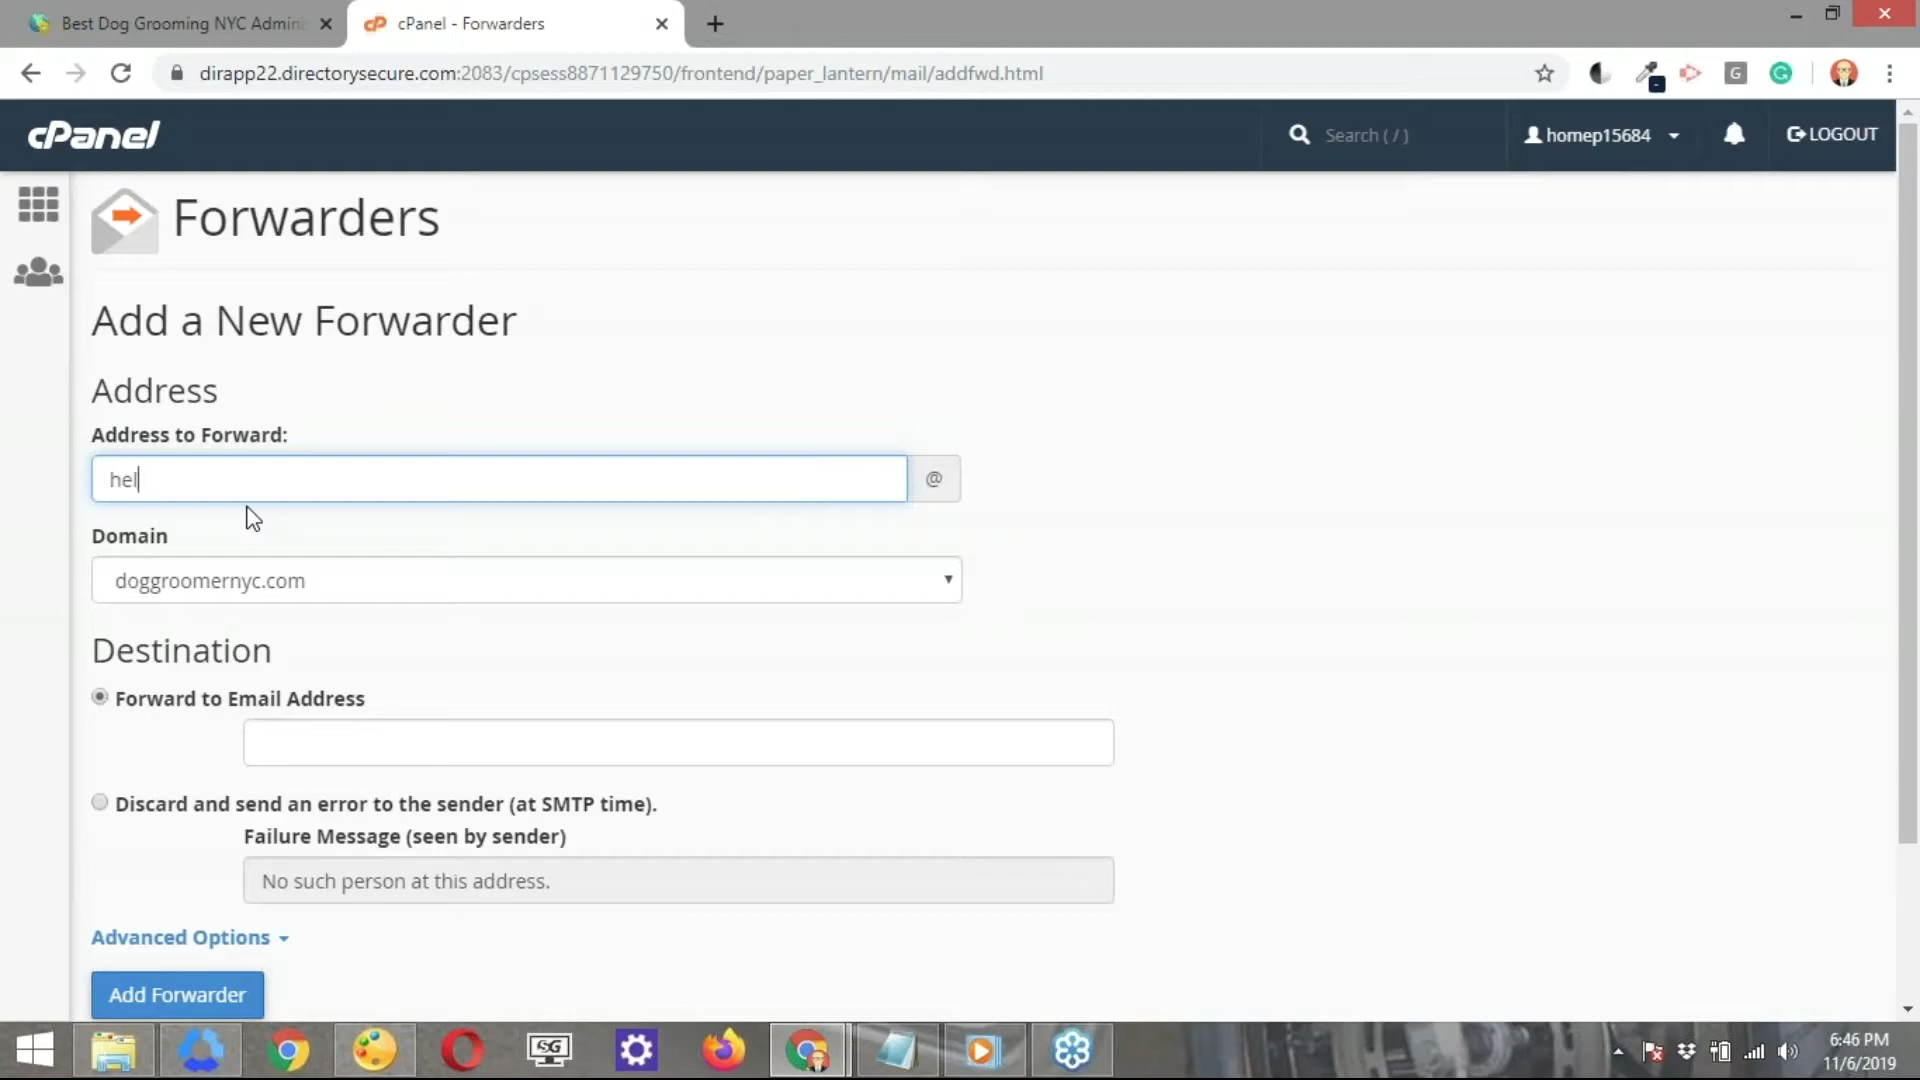 Best Dog Grooming NYC Admin
cPanel - Forwarders
dirapp22.directorysecure.com:2083/cpsess8871129750/frontend/paper_lantern/mail/addfwd.html
cPanel
Search ( / )
homep15684
LOGOUT
Forwarders
Add a New Forwarder
Address
Address to Forward:
hel
@
Domain
doggroomernyc.com
Destination
Forward to Email Address
Discard and send an error to the sender (at SMTP time).
Failure Message (seen by sender)
No such person at this address.
Advanced Options
Add Forwarder
SG
6:46 PM
11/6/2019